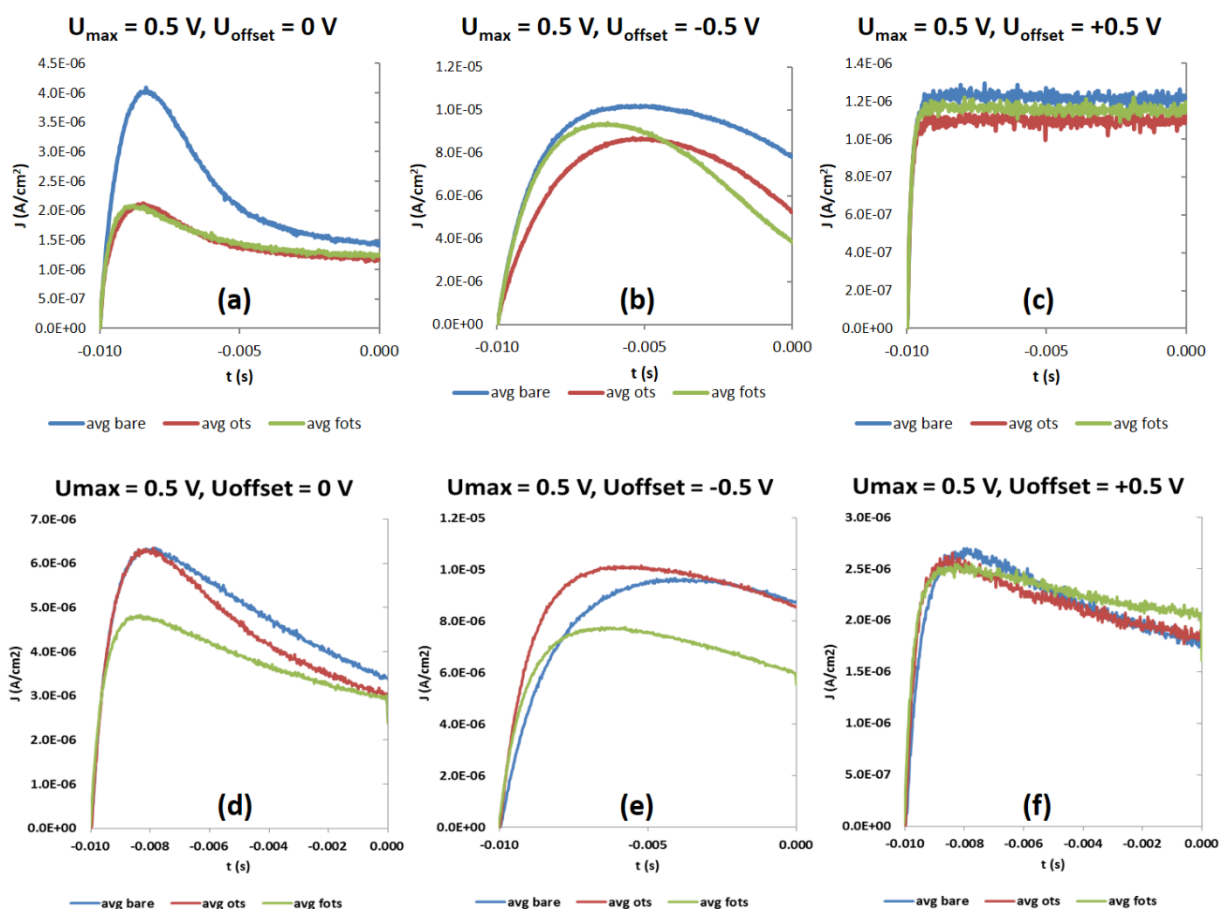 U_max = 0.5 V, U_offset = 0 V
4.5E-06
4.0E-06
3.5E-06
3.0E-06
2.5E-06
2.0E-06
1.5E-06
1.0E-06
5.0E-07
0.0E+00
J (A/cm²)
(a)
-0.010 -0.005 0.000
t (s)
avg bare avg ots avg fots
U_max = 0.5 V, U_offset = -0.5 V
1.2E-05
1.0E-05
8.0E-06
6.0E-06
4.0E-06
2.0E-06
0.0E+00
J (A/cm²)
(b)
-0.010 -0.005 0.000
t (s)
avg bare avg ots avg fots
U_max = 0.5 V, U_offset = +0.5 V
1.4E-06
1.2E-06
1.0E-06
8.0E-07
6.0E-07
4.0E-07
2.0E-07
0.0E+00
J (A/cm²)
(c)
-0.010 -0.005 0.000
t (s)
avg bare avg ots avg fots
Umax = 0.5 V, Uoffset = 0 V
7.0E-06
6.0E-06
5.0E-06
4.0E-06
3.0E-06
2.0E-06
1.0E-06
0.0E+00
J (A/cm2)
(d)
-0.010 -0.008 -0.006 -0.004 -0.002 0.000
t (s)
avg bare avg ots avg fots
Umax = 0.5 V, Uoffset = -0.5 V
1.2E-05
1.0E-05
8.0E-06
6.0E-06
4.0E-06
2.0E-06
0.0E+00
J (A/cm2)
(e)
-0.010 -0.005 0.000
t (s)
avg bare avg ots avg fots
Umax = 0.5 V, Uoffset = +0.5 V
3.0E-06
2.5E-06
2.0E-06
1.5E-06
1.0E-06
5.0E-07
0.0E+00
J (A/cm2)
(f)
-0.010 -0.008 -0.006 -0.004 -0.002 0.000
t (s)
avg bare avg ots avg fots